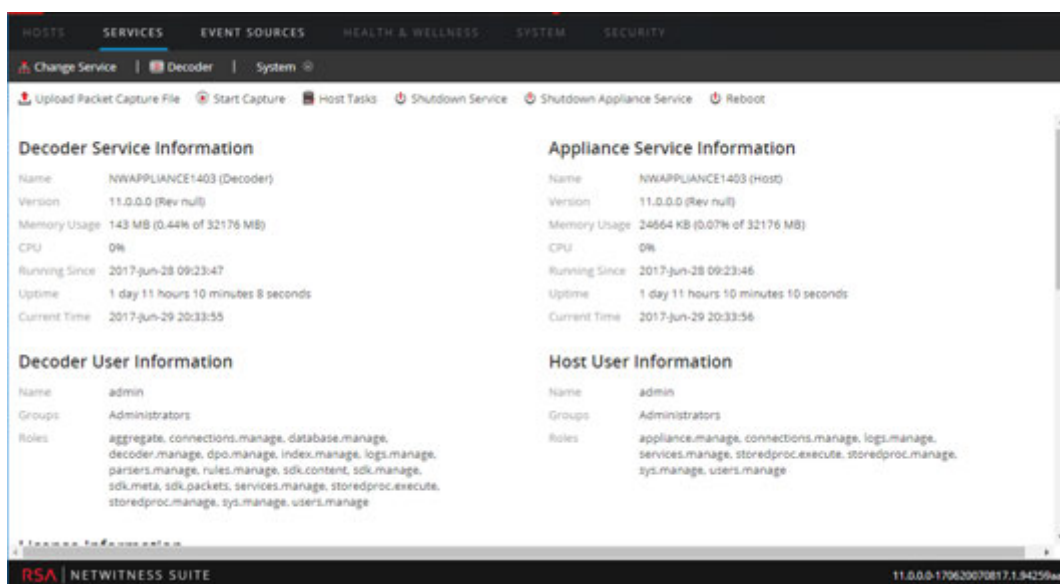 HOSTS SERVICES EVENT SOURCES HEALTH & WELLNESS SYSTEM SECURITY
Change Service | Decoder | System
Upload Packet Capture File Start Capture Host Tasks Shutdown Service Shutdown Appliance Service Reboot
Decoder Service Information
Name NWAPPLIANCE1403 (Decoder)
Version 11.0.0.0 (Rev null)
Memory Usage 143 MB (0.44% of 32176 MB)
CPU 0%
Running Since 2017-Jun-28 09:23:47
Uptime 1 day 11 hours 10 minutes 8 seconds
Current Time 2017-Jun-29 20:33:55
Appliance Service Information
Name NWAPPLIANCE1403 (Host)
Version 11.0.0.0 (Rev null)
Memory Usage 24664 KB (0.07% of 32176 MB)
CPU 0%
Running Since 2017-Jun-28 09:23:46
Uptime 1 day 11 hours 10 minutes 10 seconds
Current Time 2017-Jun-29 20:33:56
Decoder User Information
Name admin
Groups Administrators
Roles aggregate, connections.manage, database.manage,
decoder.manage, dpo.manage, index.manage, logs.manage,
parsers.manage, rules.manage, sdk.content, sdk.manage,
sdk.meta, sdk.packets, services.manage, storedproc.execute,
storedproc.manage, sys.manage, users.manage
Host User Information
Name admin
Groups Administrators
Roles appliance.manage, connections.manage, logs.manage,
services.manage, storedproc.execute, storedproc.manage,
sys.manage, users.manage
RSA | NETWITNESS SUITE